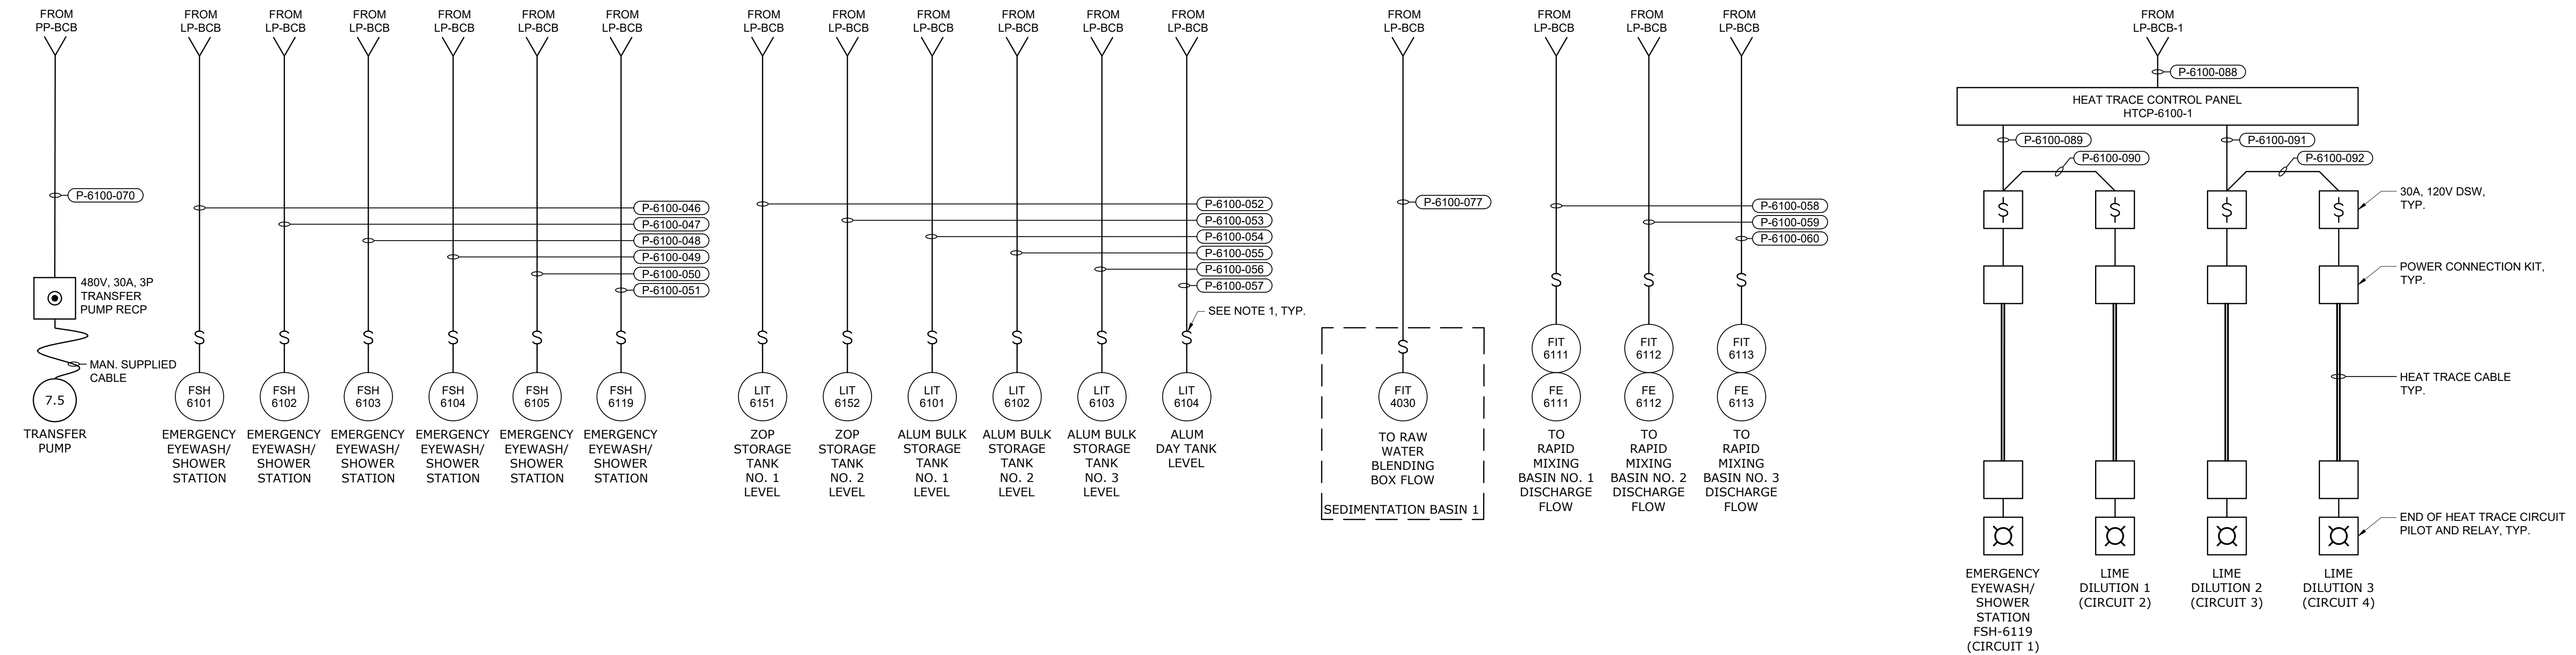 FROM
PP-BCB
P-6100-070
480V, 30A, 3P
TRANSFER
PUMP RECP
MAN. SUPPLIED
CABLE
7.5
TRANSFER
PUMP
FROM
LP-BCB
FROM
LP-BCB
FROM
LP-BCB
FROM
LP-BCB
FROM
LP-BCB
FROM
LP-BCB
P-6100-046
P-6100-047
P-6100-048
P-6100-049
P-6100-050
P-6100-051
S
S
S
S
S
S
FSH
6101
FSH
6102
FSH
6103
FSH
6104
FSH
6105
FSH
6119
EMERGENCY
EYEWASH/
SHOWER
STATION
EMERGENCY
EYEWASH/
SHOWER
STATION
EMERGENCY
EYEWASH/
SHOWER
STATION
EMERGENCY
EYEWASH/
SHOWER
STATION
EMERGENCY
EYEWASH/
SHOWER
STATION
EMERGENCY
EYEWASH/
SHOWER
STATION
FROM
LP-BCB
FROM
LP-BCB
FROM
LP-BCB
FROM
LP-BCB
FROM
LP-BCB
FROM
LP-BCB
P-6100-052
P-6100-053
P-6100-054
P-6100-055
P-6100-056
P-6100-057
SEE NOTE 1, TYP.
S
S
S
S
S
S
LIT
6151
LIT
6152
LIT
6101
LIT
6102
LIT
6103
LIT
6104
ZOP
STORAGE
TANK
NO. 1
LEVEL
ZOP
STORAGE
TANK
NO. 2
LEVEL
ALUM BULK
STORAGE
TANK
NO. 1
LEVEL
ALUM BULK
STORAGE
TANK
NO. 2
LEVEL
ALUM BULK
STORAGE
TANK
NO. 3
LEVEL
ALUM
DAY TANK
LEVEL
FROM
LP-BCB
P-6100-077
S
FIT
4030
TO RAW
WATER
BLENDING
BOX FLOW
SEDIMENTATION BASIN 1
FROM
LP-BCB
FROM
LP-BCB
FROM
LP-BCB
P-6100-058
P-6100-059
P-6100-060
S
S
S
FIT
6111
FE
6111
FIT
6112
FE
6112
FIT
6113
FE
6113
TO
RAPID
MIXING
BASIN NO. 1
DISCHARGE
FLOW
TO
RAPID
MIXING
BASIN NO. 2
DISCHARGE
FLOW
TO
RAPID
MIXING
BASIN NO. 3
DISCHARGE
FLOW
FROM
LP-BCB-1
P-6100-088
HEAT TRACE CONTROL PANEL
HTCP-6100-1
P-6100-089
P-6100-090
P-6100-091
P-6100-092
S
S
S
S
30A, 120V DSW,
TYP.
POWER CONNECTION KIT,
TYP.
HEAT TRACE CABLE
TYP.
END OF HEAT TRACE CIRCUIT
PILOT AND RELAY, TYP.
EMERGENCY
EYEWASH/
SHOWER
STATION
FSH-6119
(CIRCUIT 1)
LIME
DILUTION 1
(CIRCUIT 2)
LIME
DILUTION 2
(CIRCUIT 3)
LIME
DILUTION 3
(CIRCUIT 4)